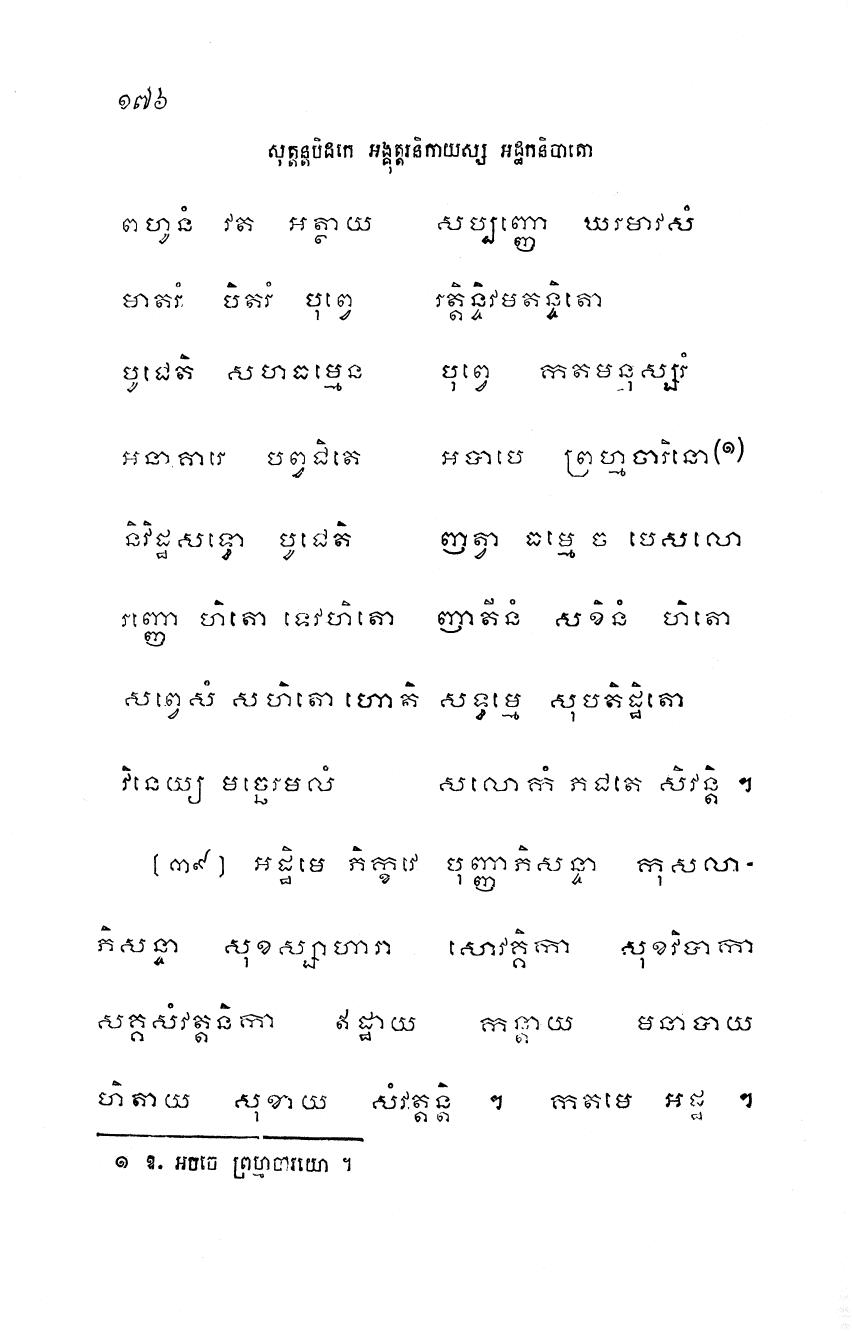 ១៧៦
សុត្តន្តបិដកេ អង្គុត្តរនិកាយស្ស អដ្ឋកនិបាតោ
ពហូនំ វត អត្ថាយ សប្បញ្ញោ ឃរមាវសំ
មាតរំ បិតរំ បុព្វេ រត្តិន្ទិវមតន្ទិតោ
បូជេតិ សហធម្មេន បុព្វេ កតមនុស្សរំ
អនាគារេ បព្វជិតេ អបាបេ ព្រហ្មចារិនោ(១)
និវិដ្ឋសទ្ធោ បូជេតិ ញត្វា ធម្មេ ច បេសលោ
រញ្ញោ ហិតោ ទេវហិតោ ញាតីនំ សខិនំ ហិតោ
សព្វេសំ សហិតោ ហោតិ សទ្ធម្មេ សុបតិដ្ឋិតោ
វិនេយ្យ មច្ឆេរមលំ សលោកំ ភជតេ សិវន្តិ ។
(៣៩) អដ្ឋិមេ ភិក្ខវេ បុញ្ញាភិសន្ទា កុសលា-
ភិសន្ទា សុខស្សាហារា សោវគ្គិកា សុខវិបាកា
សគ្គសំវត្តនិកា ឥដ្ឋាយ កន្តាយ មនាបាយ
ហិតាយ សុខាយ សំវត្តន្តិ ។ កតមេ អដ្ឋ ។
១ ឱ. អបចេ ព្រហ្មចារយោ ។